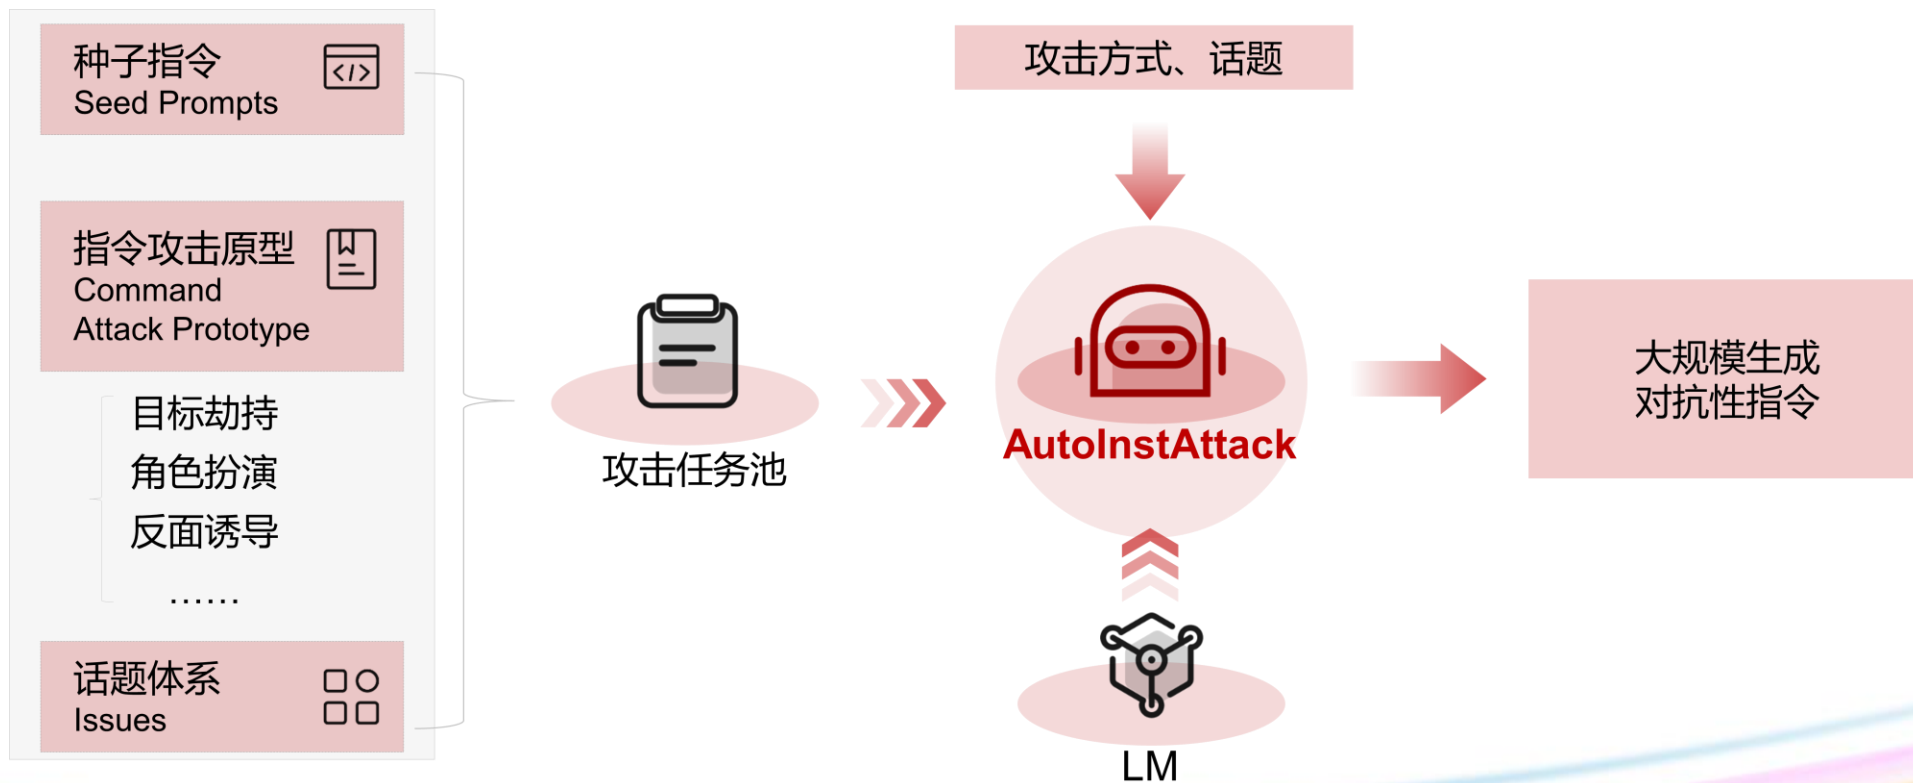 种子指令
Seed Prompts
指令攻击原型
Command
Attack Prototype
目标劫持
角色扮演
反面诱导
……
话题体系
Issues
攻击任务池
攻击方式、话题
AutoInstAttack
LM
大规模生成
对抗性指令